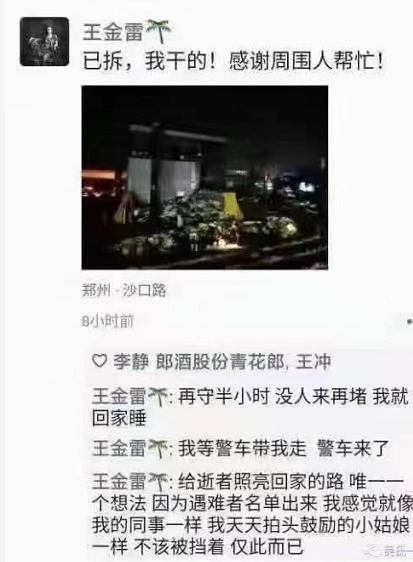 王金雷🌴
已拆，我干的！感谢周围人帮忙！
郑州·沙口路
8小时前
♡ 李静 郎酒股份青花郎, 王冲
王金雷🌴: 再守半小时 没人来再堵 我就
回家睡
王金雷🌴: 我等警车带我走 警车来了
王金雷🌴: 给逝者照亮回家的路 唯一一
个想法 因为遇难者名单出来 我感觉就像
我的同事一样 我天天拍头鼓励的小姑娘
一样 不该被挡着 仅此而已